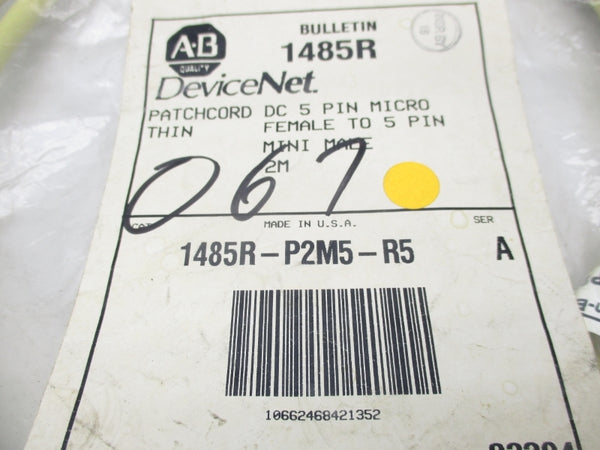 BULLETIN
A-B
QUALITY
1485R
DeviceNet.
PATCHCORD DC 5 PIN MICRO
THIN FEMALE TO 5 PIN
MINI MALE
2M
067
CAT
MADE IN U.S.A.
SER
1485R-P2M5-R5
A
10662468421352